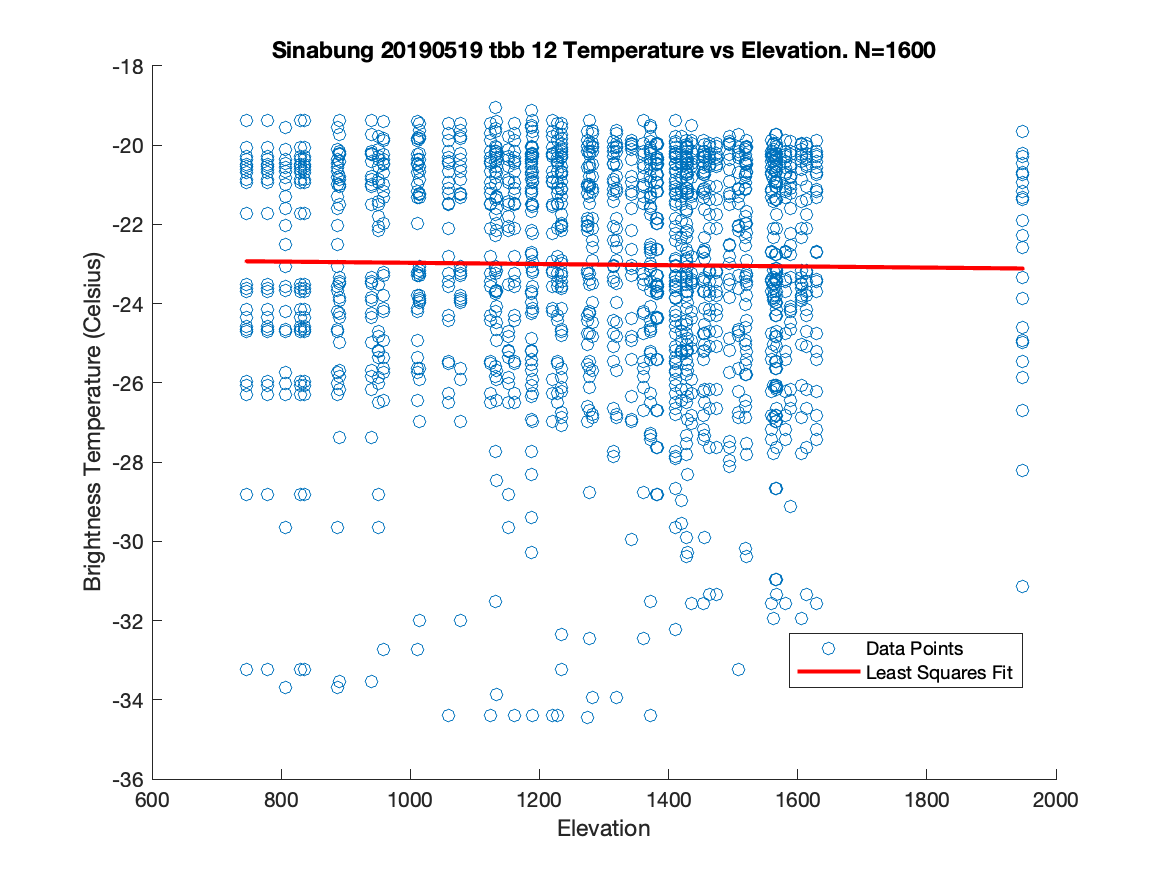 Sinabung 20190519 tbb 12 Temperature vs Elevation. N=1600
Brightness Temperature (Celsius)
-18
-20
-22
-24
-26
-28
-30
-32
-34
-36
Data Points
Least Squares Fit
600 800 1000 1200 1400 1600 1800 2000
Elevation